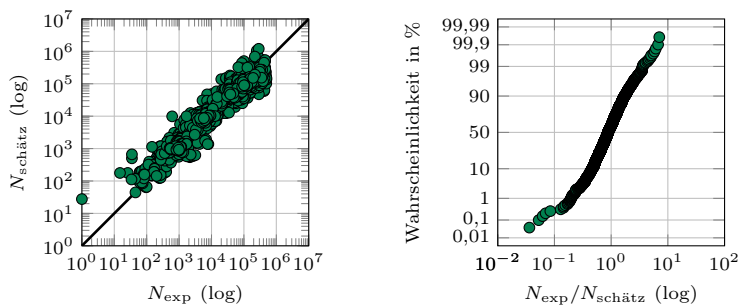 10^7
10^6
10^5
10^4
10^3
10^2
10^1
10^0
N_schätz (log)
10^0 10^1 10^2 10^3 10^4 10^5 10^6 10^7
N_exp (log)
99,99
99,9
99
90
50
10
1
0,1
0,01
Wahrscheinlichkeit in %
10^-2 10^-1 10^0 10^1 10^2
N_exp/N_schätz (log)